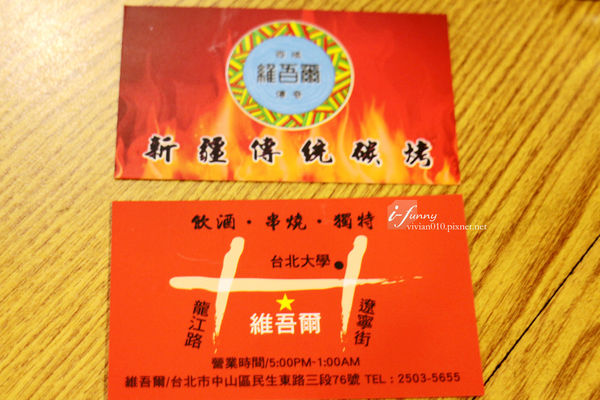 西域
維吾爾
傳奇
新疆傳統碳烤
飲酒・串燒・獨特
i-funny
vivian010.pixnet.net
台北大學
龍江路
維吾爾
遼寧街
營業時間/5:00PM~1:00AM
維吾爾/台北市中山區民生東路三段76號 TEL：2503-5655